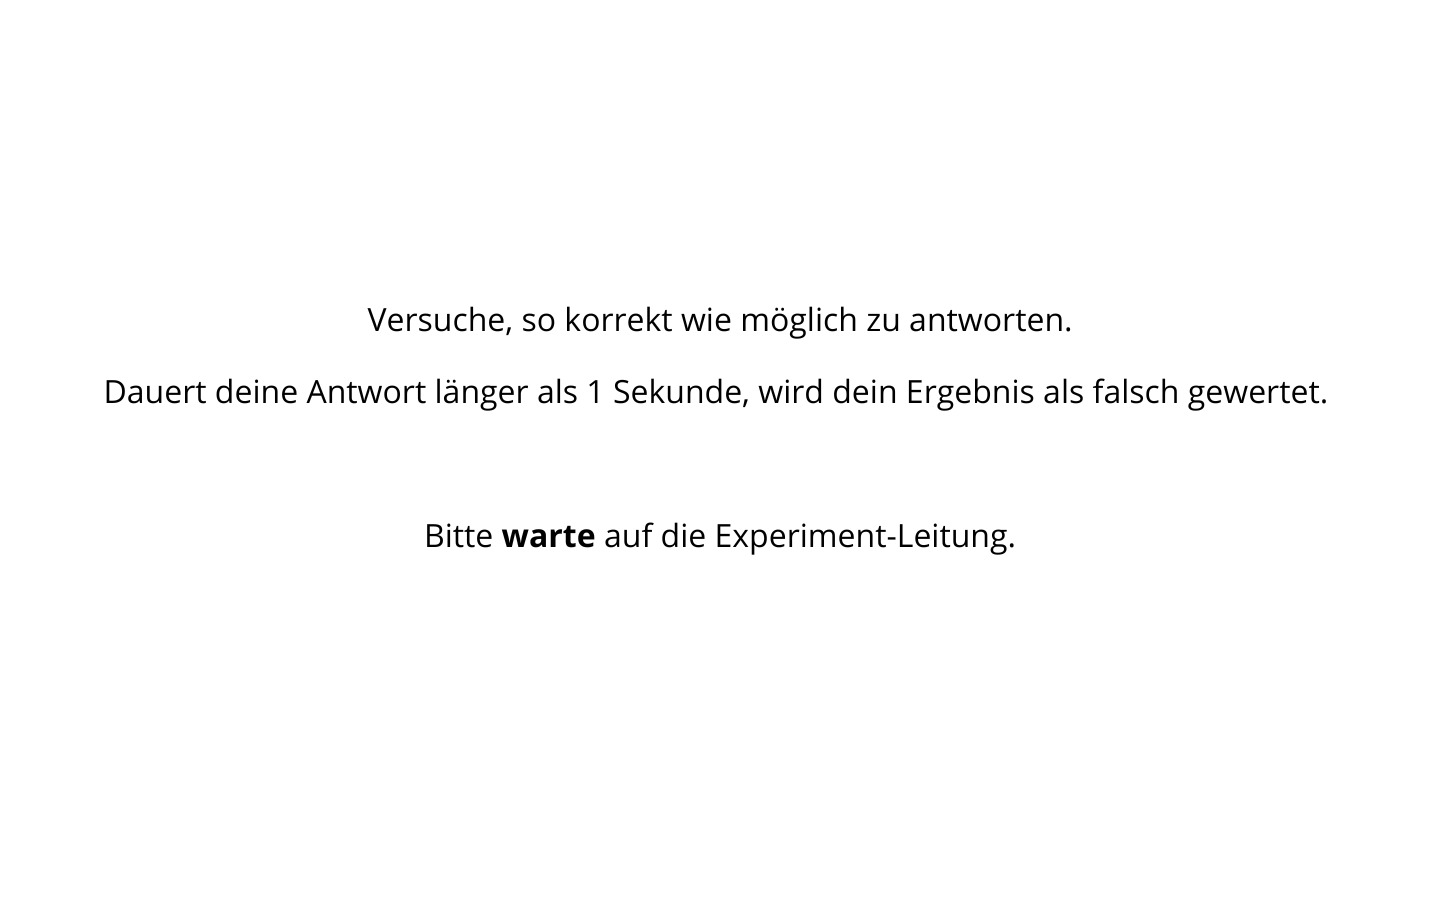 Versuche, so korrekt wie möglich zu antworten.
Dauert deine Antwort länger als 1 Sekunde, wird dein Ergebnis als falsch gewertet.
Bitte warte auf die Experiment-Leitung.